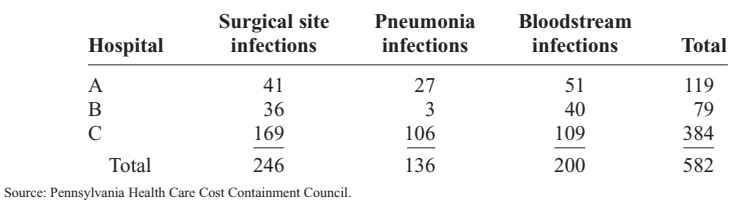 Surgical site Pneumonia Bloodstream
Hospital infections infections infections Total
A 41 27 51 119
B 36 3 40 79
C 169 106 109 384
Total 246 136 200 582
Source: Pennsylvania Health Care Cost Containment Council.